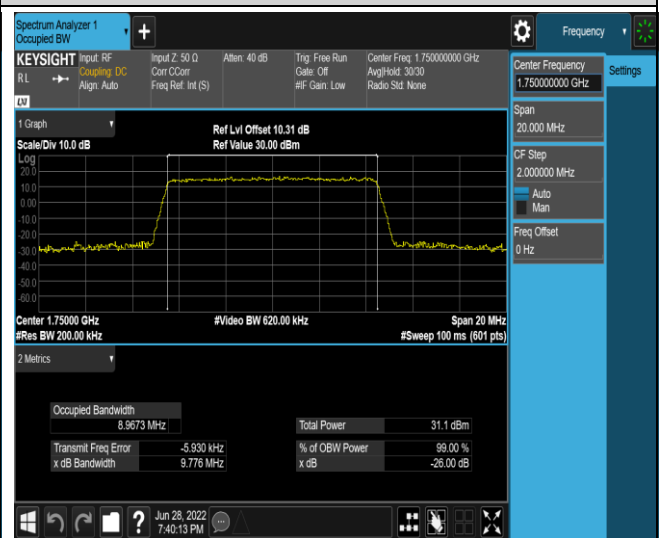 Spectrum Analyzer 1
Occupied BW
+
Frequency
KEYSIGHT
RL
LXI
Input: RF
Coupling: DC
Align: Auto
Input Z: 50 Ω
Corr CCorr
Freq Ref: Int (S)
Atten: 40 dB
Trig: Free Run
Gate: Off
#IF Gain: Low
Center Freq: 1.750000000 GHz
Avg|Hold: 30/30
Radio Std: None
Center Frequency
1.750000000 GHz
Settings
Span
20.000 MHz
CF Step
2.000000 MHz
Auto
Man
Freq Offset
0 Hz
1 Graph
Scale/Div 10.0 dB
Ref Lvl Offset 10.31 dB
Ref Value 30.00 dBm
Log
20.0
10.0
0.00
-10.0
-20.0
-30.0
-40.0
-50.0
-60.0
Center 1.75000 GHz
#Res BW 200.00 kHz
#Video BW 620.00 kHz
Span 20 MHz
#Sweep 100 ms (601 pts)
2 Metrics
Occupied Bandwidth
8.9673 MHz
Total Power 31.1 dBm
Transmit Freq Error -5.930 kHz
% of OBW Power 99.00 %
x dB Bandwidth 9.776 MHz
x dB -26.00 dB
?
Jun 28, 2022
7:40:13 PM